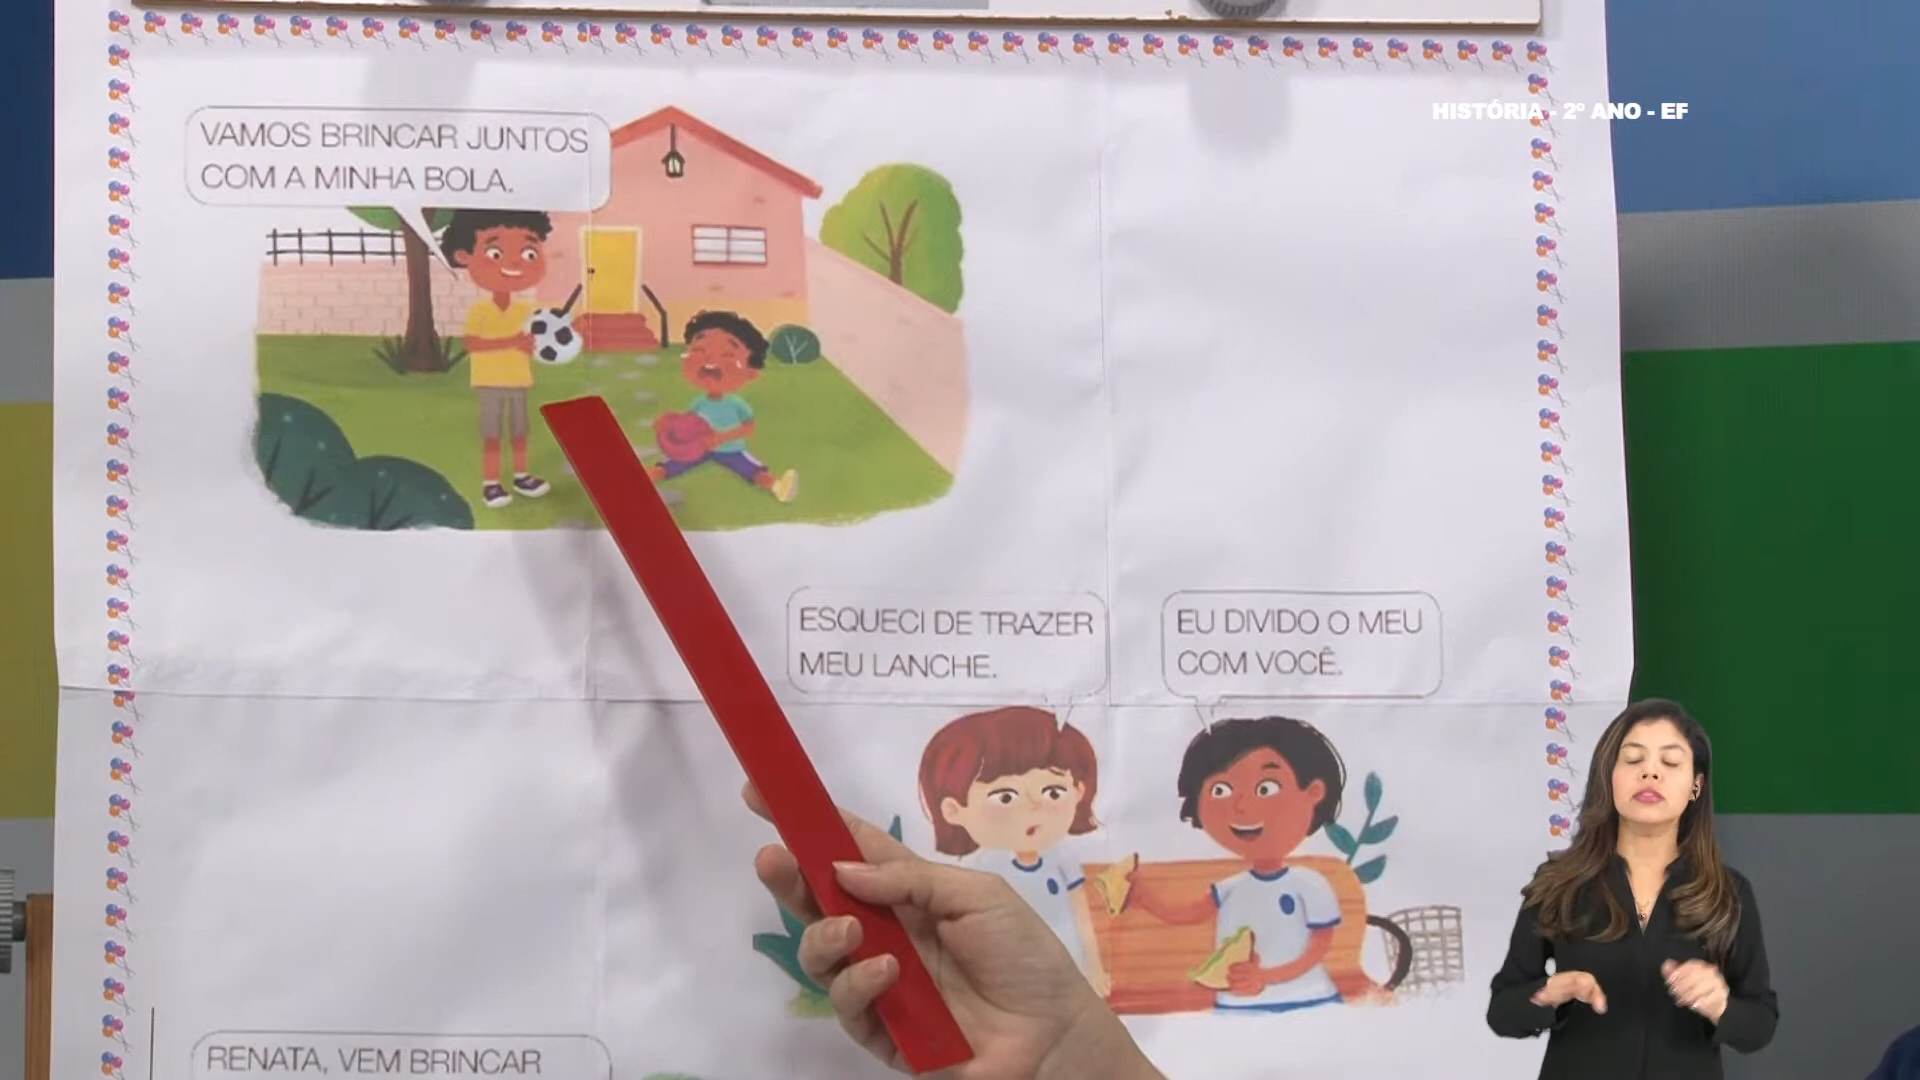 HISTÓRIA - 2º ANO - EF
VAMOS BRINCAR JUNTOS
COM A MINHA BOLA.
ESQUECI DE TRAZER
MEU LANCHE.
EU DIVIDO O MEU
COM VOCÊ.
RENATA, VEM BRINCAR